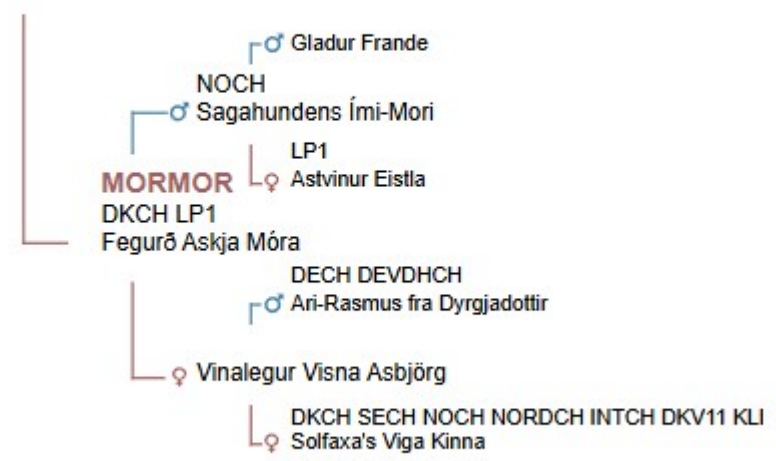 Gladur Frande
NOCH
Sagahundens Ími-Mori
LP1
Astvinur Eistla
MORMOR
DKCH LP1
Fegurð Askja Móra
DECH DEVDHCH
Ari-Rasmus fra Dyrgjadottir
Vinalegur Visna Asbjörg
DKCH SECH NOCH NORDCH INTCH DKV11 KLI
Solfaxa's Viga Kinna